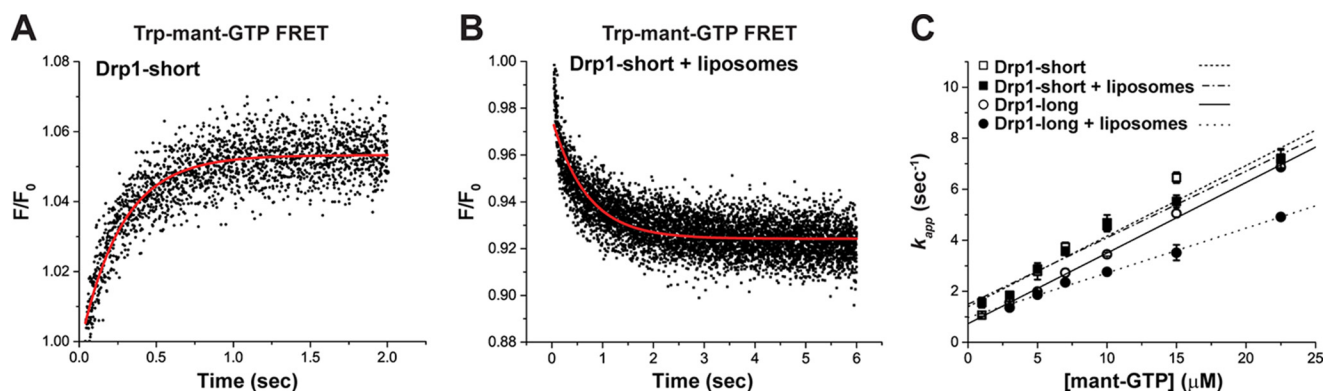 A
Trp-mant-GTP FRET
Drp1-short
F/F0
1.06
1.04
1.02
1.00
0.0
0.5
1.0
1.5
2.0
Time (sec)
B
Trp-mant-GTP FRET
Drp1-short + liposomes
F/F0
1.00
0.98
0.96
0.94
0.92
0.90
0.88
0
1
2
3
4
5
6
Time (sec)
C
Drp1-short
Drp1-short + liposomes
Drp1-long
Drp1-long + liposomes
kapp (sec-1)
10
8
6
4
2
0
0
5
10
15
20
25
[mant-GTP] (μM)